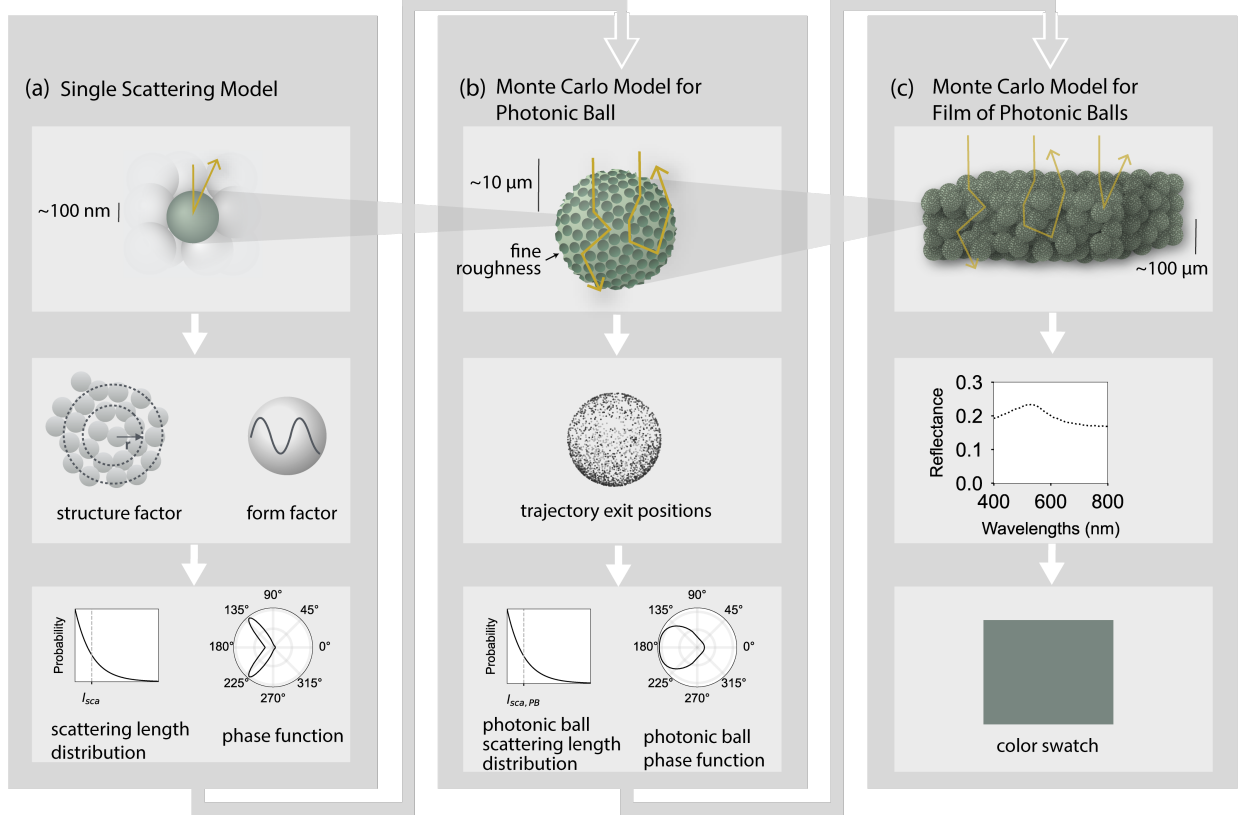 (a) Single Scattering Model
~100 nm
structure factor
r
form factor
Probability
lsca
scattering length
distribution
90°
135° 45°
180° 0°
225° 315°
270°
phase function
(b) Monte Carlo Model for
Photonic Ball
~10 μm
fine
roughness
trajectory exit positions
Probability
lsca, PB
photonic ball
scattering length
distribution
90°
135° 45°
180° 0°
225° 315°
270°
photonic ball
phase function
(c) Monte Carlo Model for
Film of Photonic Balls
~100 μm
Reflectance
0.3
0.2
0.1
0.0
400 600 800
Wavelengths (nm)
color swatch